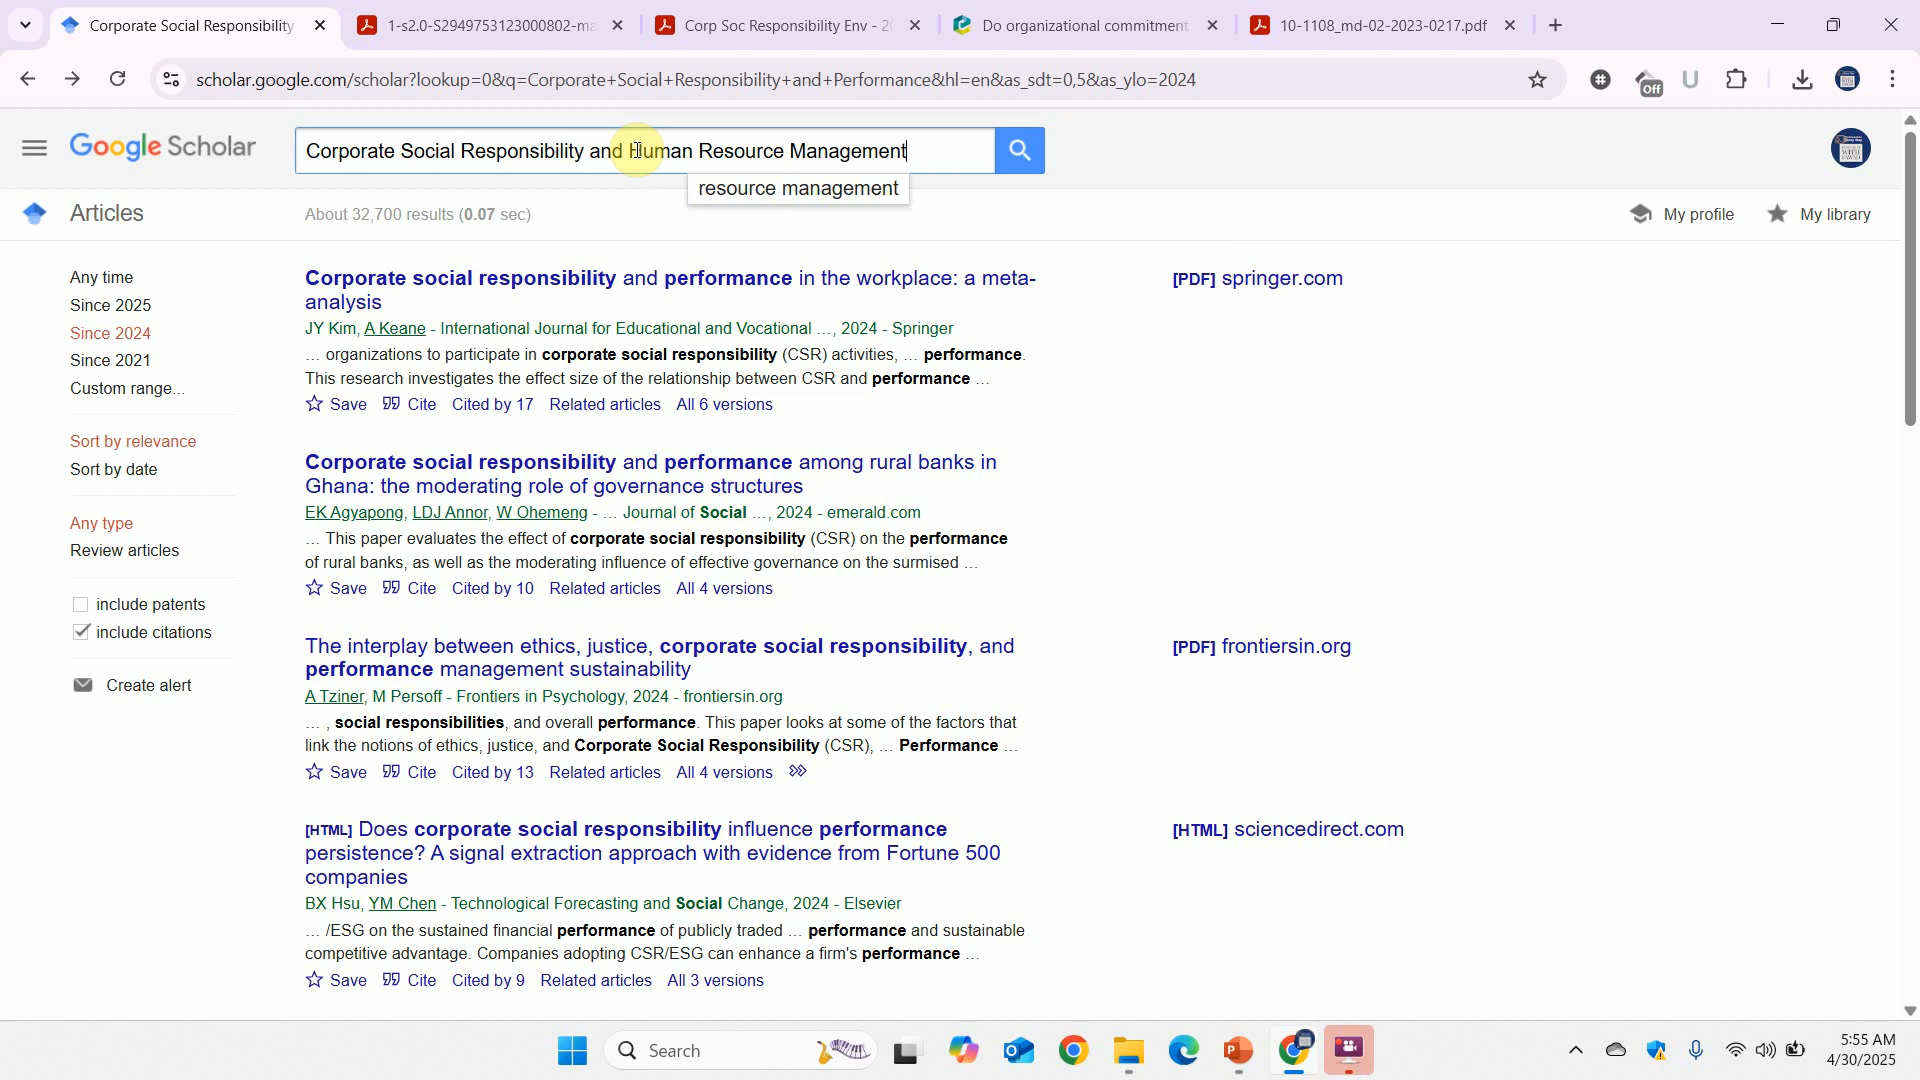 Corporate Social Responsibility
1-s2.0-S2949753123000802-ma
Corp Soc Responsibility Env - 20
Do organizational commitment
10-1108_md-02-2023-0217.pdf
scholar.google.com/scholar?lookup=0&q=Corporate+Social+Responsibility+and+Performance&hl=en&as_sdt=0,5&as_ylo=2024
Off
Google Scholar
Corporate Social Responsibility and Human Resource Management
resource management
Articles
About 32,700 results (0.07 sec)
My profile
My library
Any time
Since 2025
Since 2024
Since 2021
Custom range...
Sort by relevance
Sort by date
Any type
Review articles
include patents
include citations
Create alert
Corporate social responsibility and performance in the workplace: a meta-
analysis
JY Kim, A Keane - International Journal for Educational and Vocational …, 2024 - Springer
… organizations to participate in corporate social responsibility (CSR) activities, … performance.
This research investigates the effect size of the relationship between CSR and performance …
Save Cite Cited by 17 Related articles All 6 versions
[PDF] springer.com
Corporate social responsibility and performance among rural banks in
Ghana: the moderating role of governance structures
EK Agyapong, LDJ Annor, W Ohemeng - … Journal of Social …, 2024 - emerald.com
… This paper evaluates the effect of corporate social responsibility (CSR) on the performance
of rural banks, as well as the moderating influence of effective governance on the surmised …
Save Cite Cited by 10 Related articles All 4 versions
The interplay between ethics, justice, corporate social responsibility, and
performance management sustainability
A Tziner, M Persoff - Frontiers in Psychology, 2024 - frontiersin.org
… , social responsibilities, and overall performance. This paper looks at some of the factors that
link the notions of ethics, justice, and Corporate Social Responsibility (CSR), … Performance …
Save Cite Cited by 13 Related articles All 4 versions
[PDF] frontiersin.org
[HTML] Does corporate social responsibility influence performance
persistence? A signal extraction approach with evidence from Fortune 500
companies
BX Hsu, YM Chen - Technological Forecasting and Social Change, 2024 - Elsevier
… /ESG on the sustained financial performance of publicly traded … performance and sustainable
competitive advantage. Companies adopting CSR/ESG can enhance a firm's performance …
Save Cite Cited by 9 Related articles All 3 versions
[HTML] sciencedirect.com
Search
5:55 AM
4/30/2025